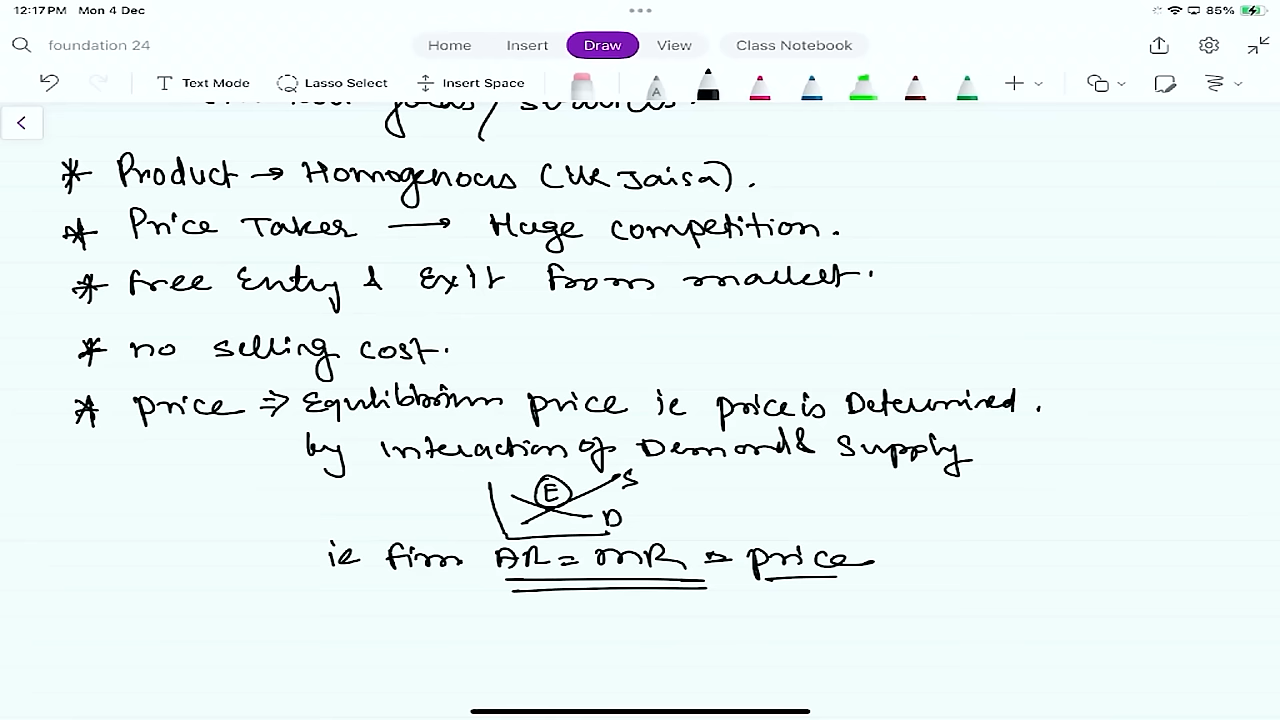 12:17 PM Mon 4 Dec
85%
foundation 24
Home Insert Draw View Class Notebook
Text Mode Lasso Select Insert Space
* Product → Homogenous (Uk Jaisa).
* Price Taker → Huge competition.
* free Entry & Exit from market.
* no selling cost.
* price ⇒ Equilibrium price ie price is Determined.
by interaction of Demand & Supply
E S
D
ie firm AR = MR = price